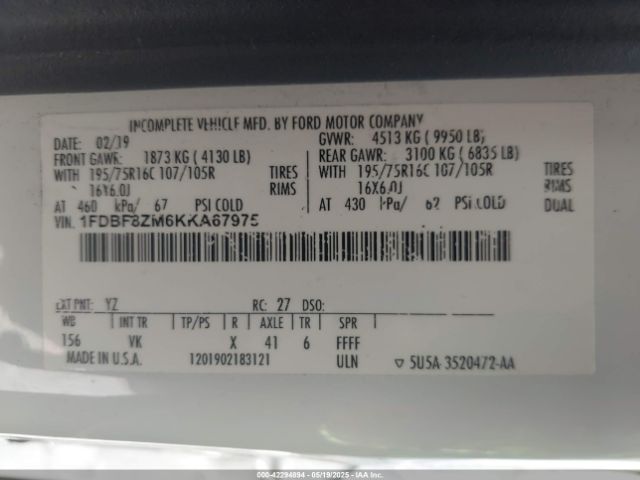 INCOMPLETE VEHICLE MFD. BY FORD MOTOR COMPANY
DATE: 02/19 GVWR: 4513 KG ( 9950 LB)
FRONT GAWR: 1873 KG ( 4130 LB) REAR GAWR: 3100 KG ( 6835 LB)
WITH 195/75R16C 107/105R TIRES WITH 195/75R16C 107/105R TIRES
16X6.0J RIMS 16X6.0J RIMS
AT 460 kPa/ 67 PSI COLD AT 430 kPa/ 62 PSI COLD DUAL
VIN: 1FDBF8ZM6KKA67975
EXT PNT: YZ RC: 27 DSO:
WB INT TR TP/PS R AXLE TR SPR
156 VK X 41 6 FFFF
MADE IN U.S.A. 1201902183121 ULN ▽ 5U5A-3520472-AA
000-42294894 - 05/19/2025 - IAAI.COM